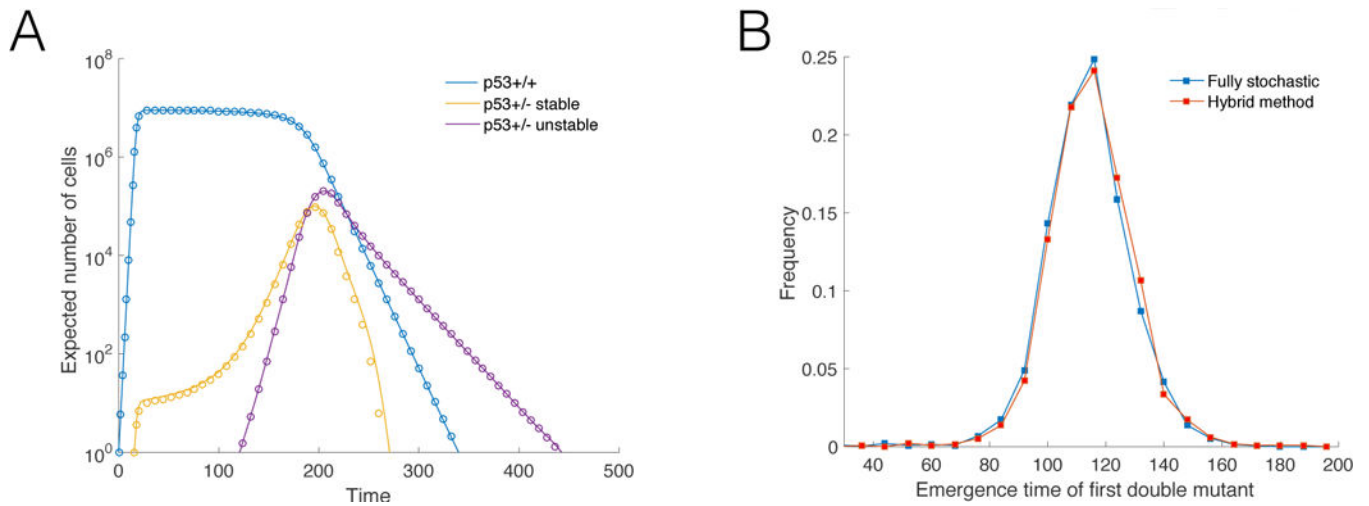 A
Expected number of cells
10^8
10^6
10^4
10^2
10^0
0 100 200 300 400 500
Time
p53+/+
p53+/- stable
p53+/- unstable
B
Frequency
0.25
0.2
0.15
0.1
0.05
0
40 60 80 100 120 140 160 180 200
Emergence time of first double mutant
Fully stochastic
Hybrid method